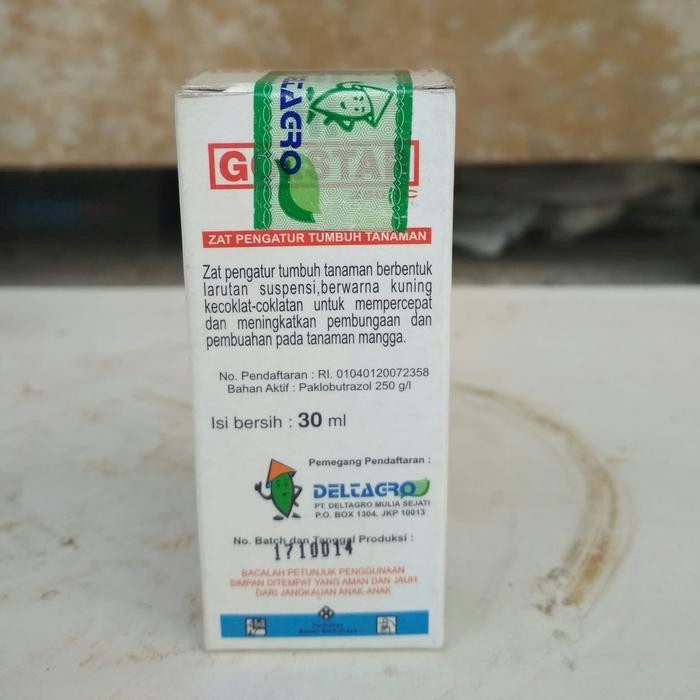 DELTAGRO
ZAT PENGATUR TUMBUH TANAMAN
Zat pengatur tumbuh tanaman berbentuk
larutan suspensi,berwarna kuning
kecoklat-coklatan untuk mempercepat
dan meningkatkan pembungaan dan
pembuahan pada tanaman mangga.
No. Pendaftaran : RI. 01040120072358
Bahan Aktif : Paklobutrazol 250 g/l
Isi bersih : 30 ml
Pemegang Pendaftaran :
DELTAGRO
PT. DELTAGRO MULIA SEJATI
P.O. BOX 1304, JKP 10013
No. Batch dan Tanggal Produksi :
1710014
BACALAH PETUNJUK PENGGUNAAN
SIMPAN DITEMPAT YANG AMAN DAN JAUH
DARI JANGKAUAN ANAK-ANAK